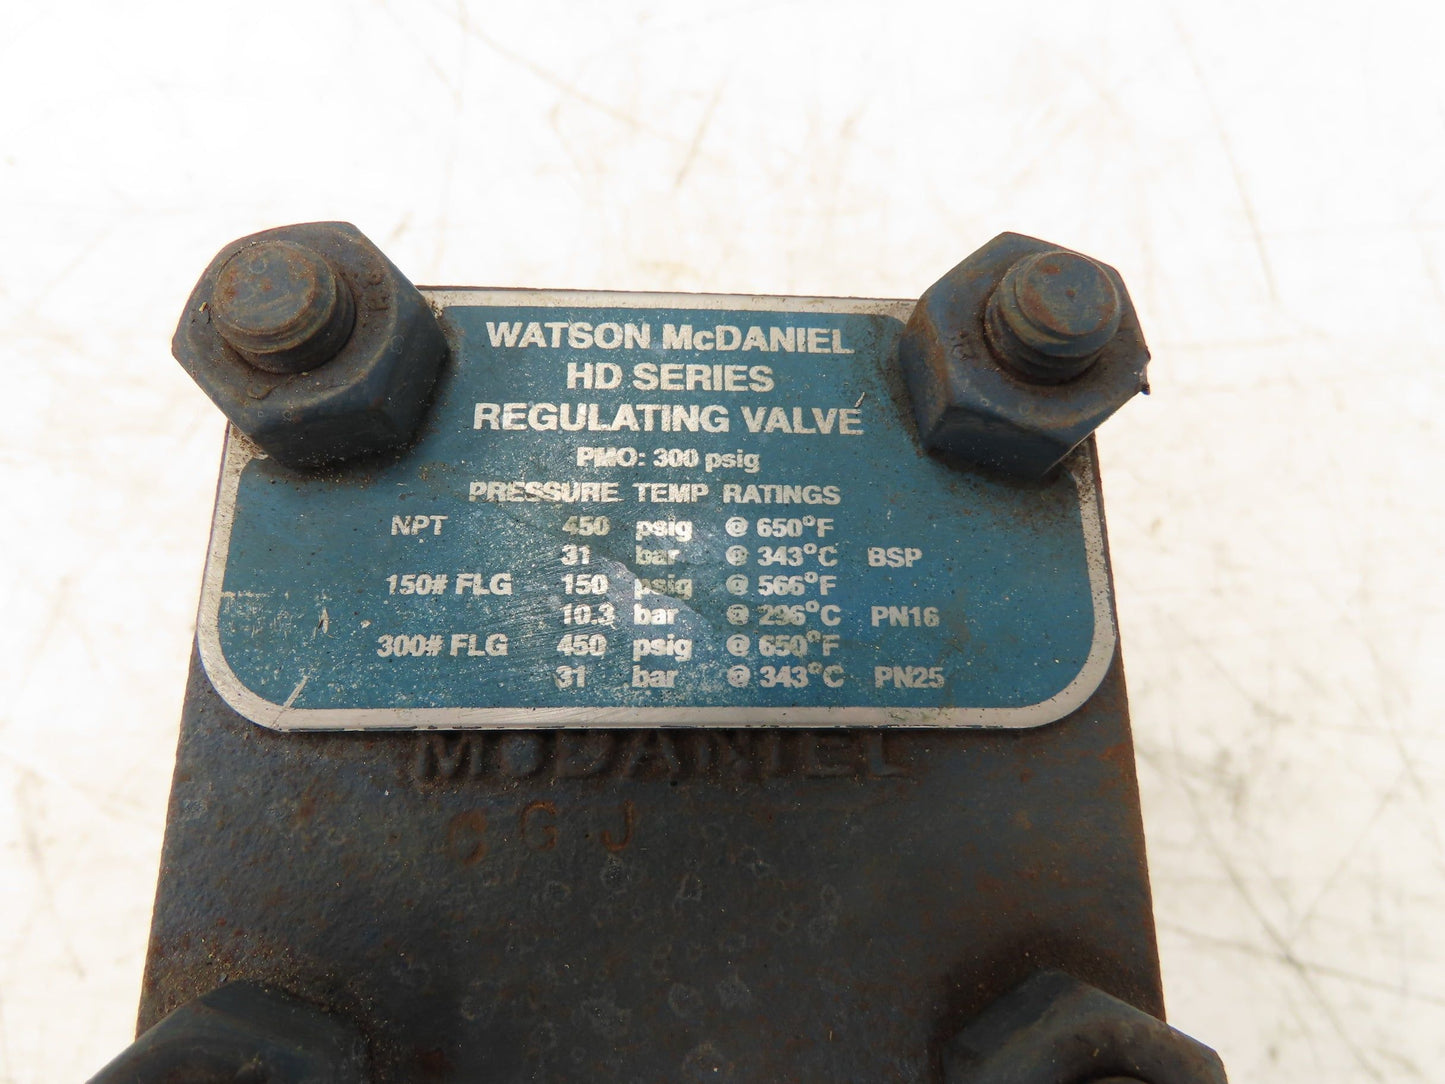 WATSON McDANIEL
HD SERIES
REGULATING VALVE
PMO: 300 psig
PRESSURE TEMP RATINGS
NPT 450 psig @ 650°F
31 bar @ 343°C BSP
150# FLG 150 psig @ 566°F
10.3 bar @ 296°C PN16
300# FLG 450 psig @ 650°F
31 bar @ 343°C PN25
McDANIEL
CGJ